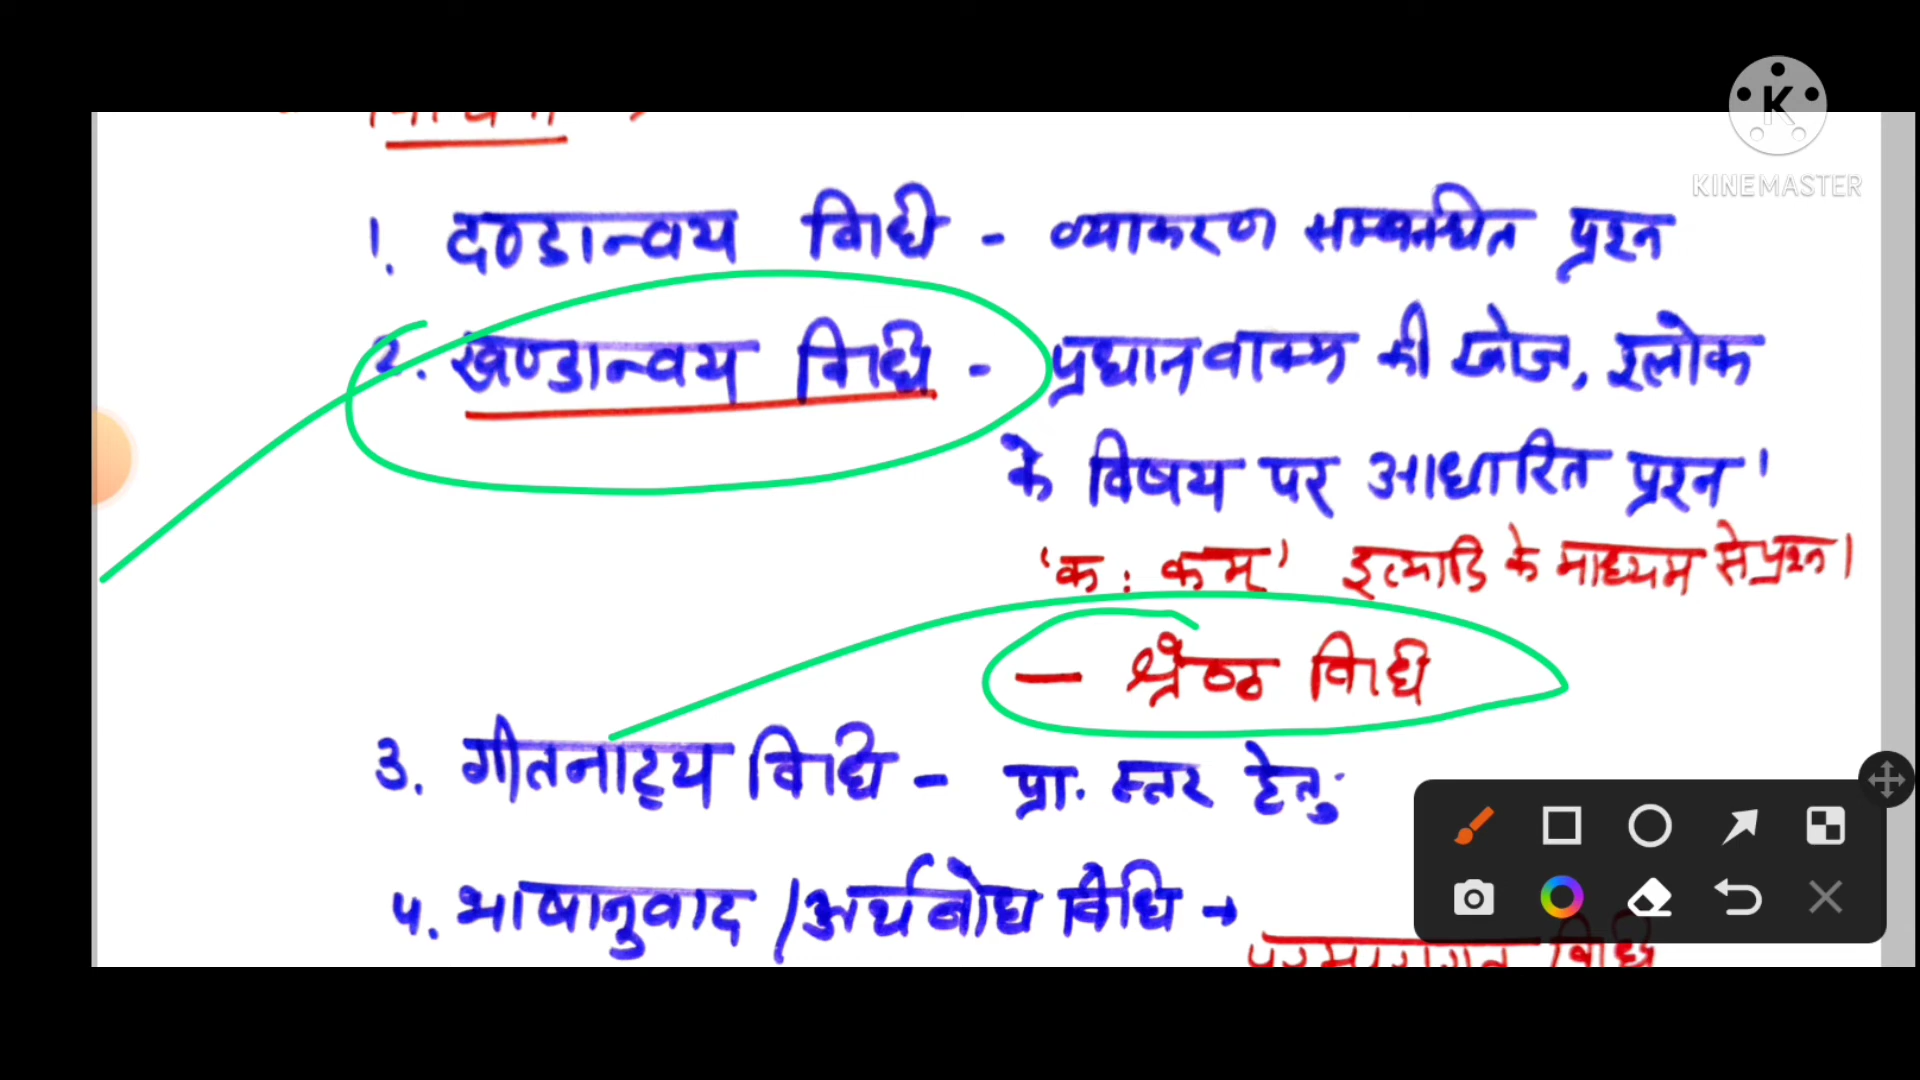 KINEMASTER
1. दण्डान्वय विधि - व्याकरण सम्बन्धित प्रश्न
2. खण्डान्वय विधि - प्रधानवाक्य की खोज, श्लोक
के विषय पर आधारित प्रश्न'
'क: कम्' इत्यादि के माध्यम से प्रश्न।
— श्रेष्ठ विधि
3. गीतनाट्य विधि - प्रा. स्तर हेतु
4. भाषानुवाद / अर्थबोध विधि →